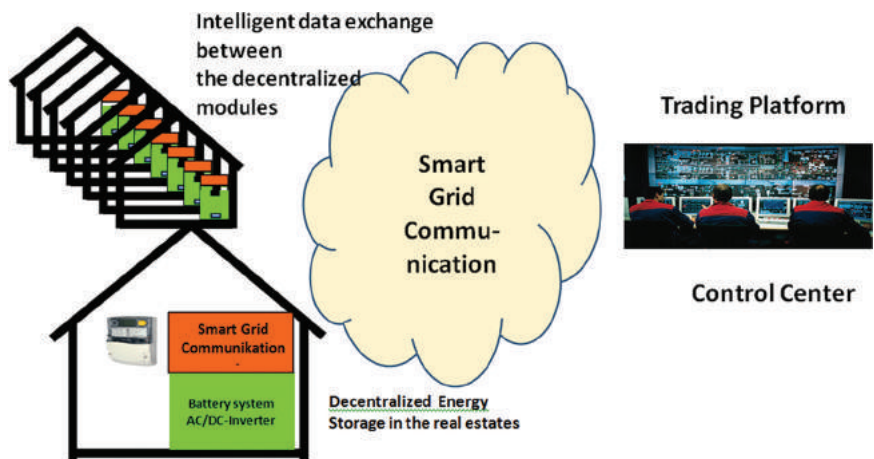 Intelligent data exchange
between
the decentralized
modules
Smart
Grid
Commu-
nication
Trading Platform
Control Center
Smart Grid
Communikation
-
Battery system
AC/DC-Inverter
Decentralized Energy
Storage in the real estates